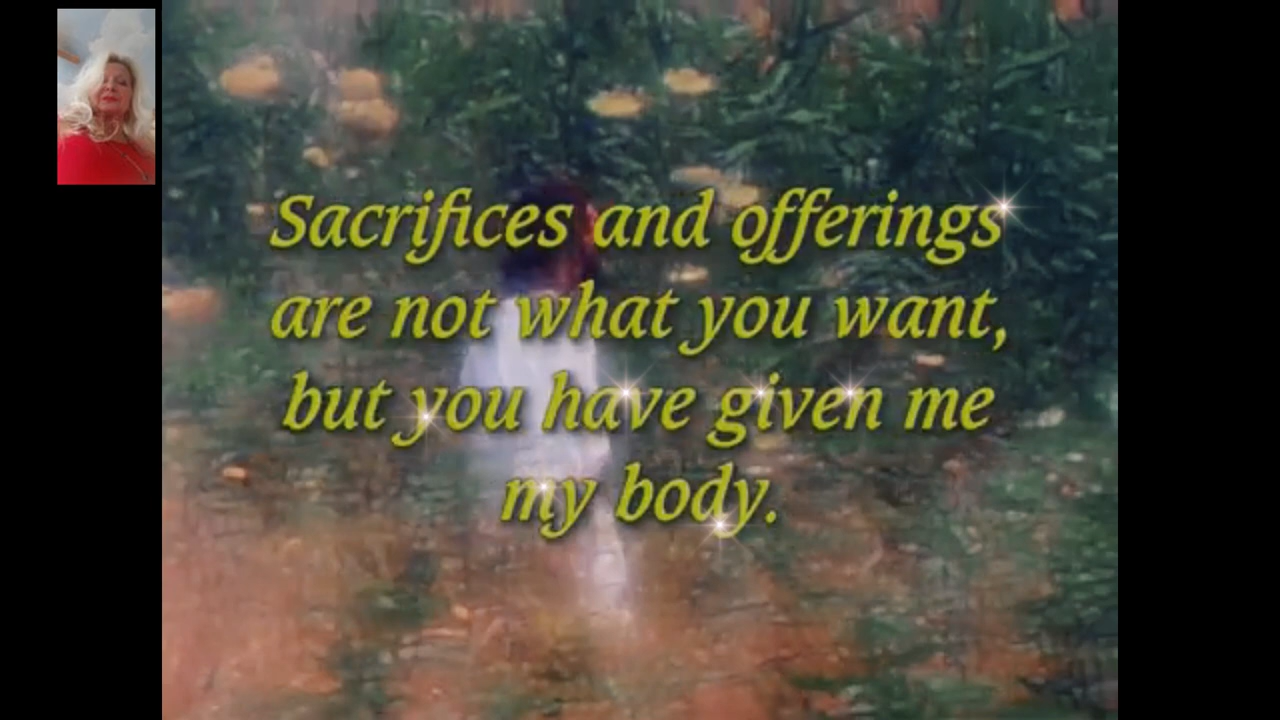 Sacrifices and offerings
are not what you want,
but you have given me
my body.